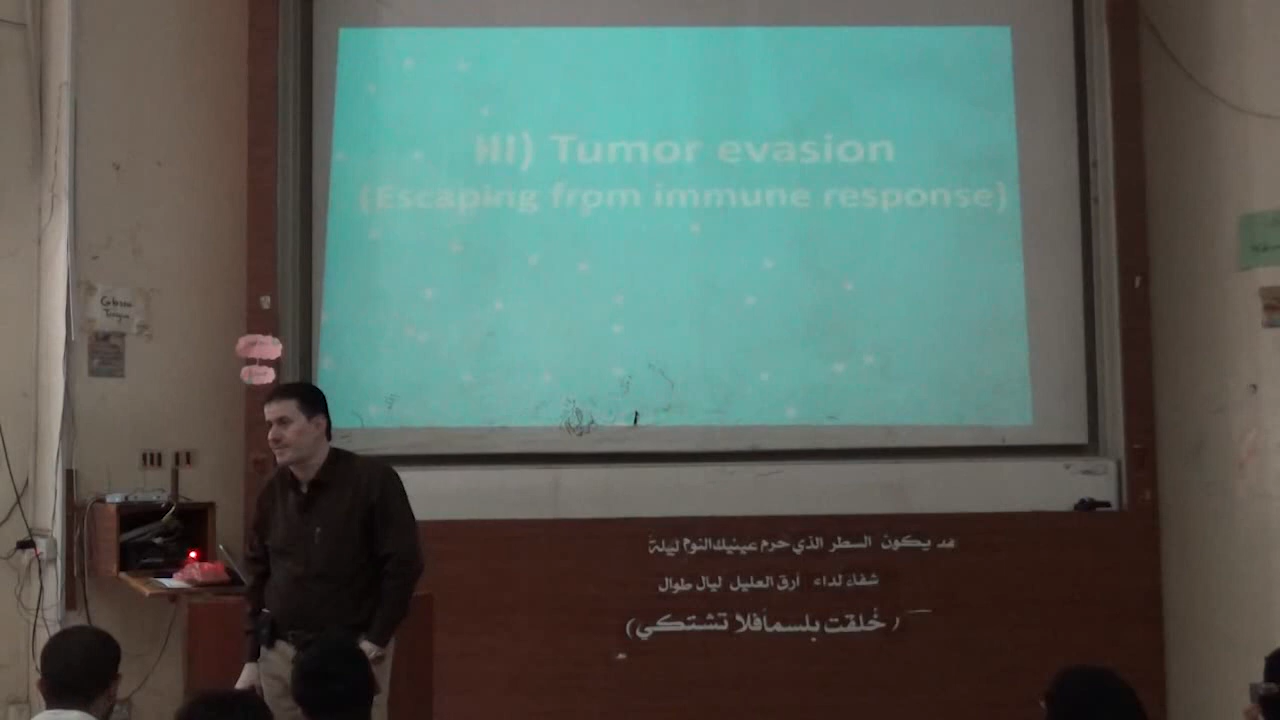 III) Tumor evasion
(Escaping from immune response)
قد يكون السطر الذي حرم عينيك النوم ليلة
شفاء لداء أرق العليل ليال طوال
(خُلقت بلسماً فلا تشتكي)